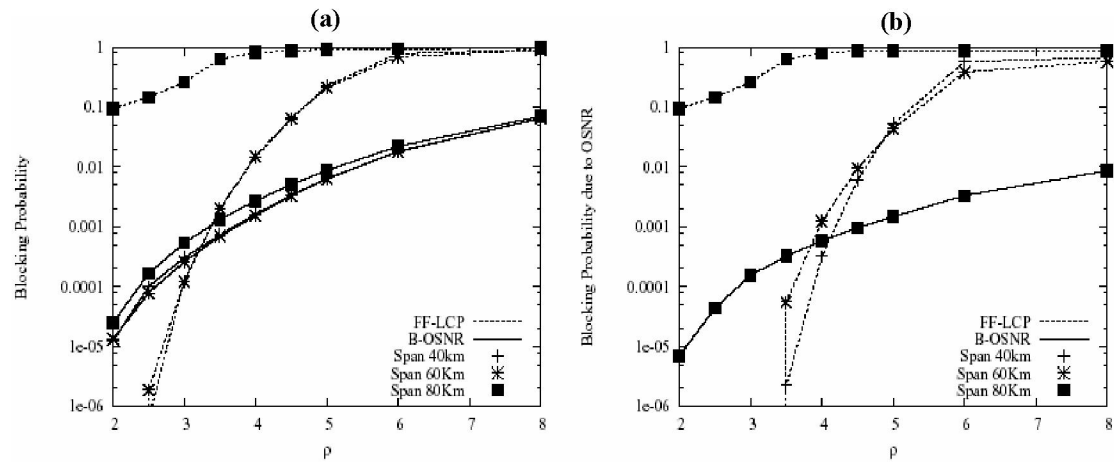 (a)
Blocking Probability
1
0.1
0.01
0.001
0.0001
1e-05
1e-06
2 3 4 5 6 7 8
ρ
FF-LCP
B-OSNR
Span 40km
Span 60Km
Span 80Km
(b)
Blocking Probability due to OSNR
1
0.1
0.01
0.001
0.0001
1e-05
1e-06
2 3 4 5 6 7 8
ρ
FF-LCP
B-OSNR
Span 40km
Span 60Km
Span 80Km